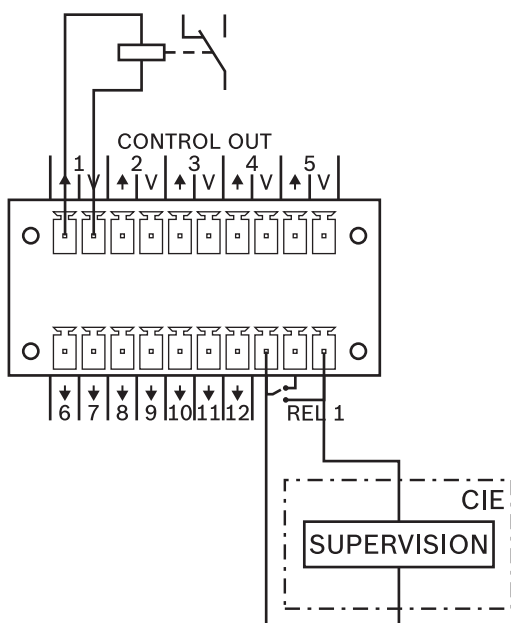 CONTROL OUT
1 V 2 V 3 V 4 V 5 V
6 7 8 9 10 11 12 REL 1
CIE
SUPERVISION